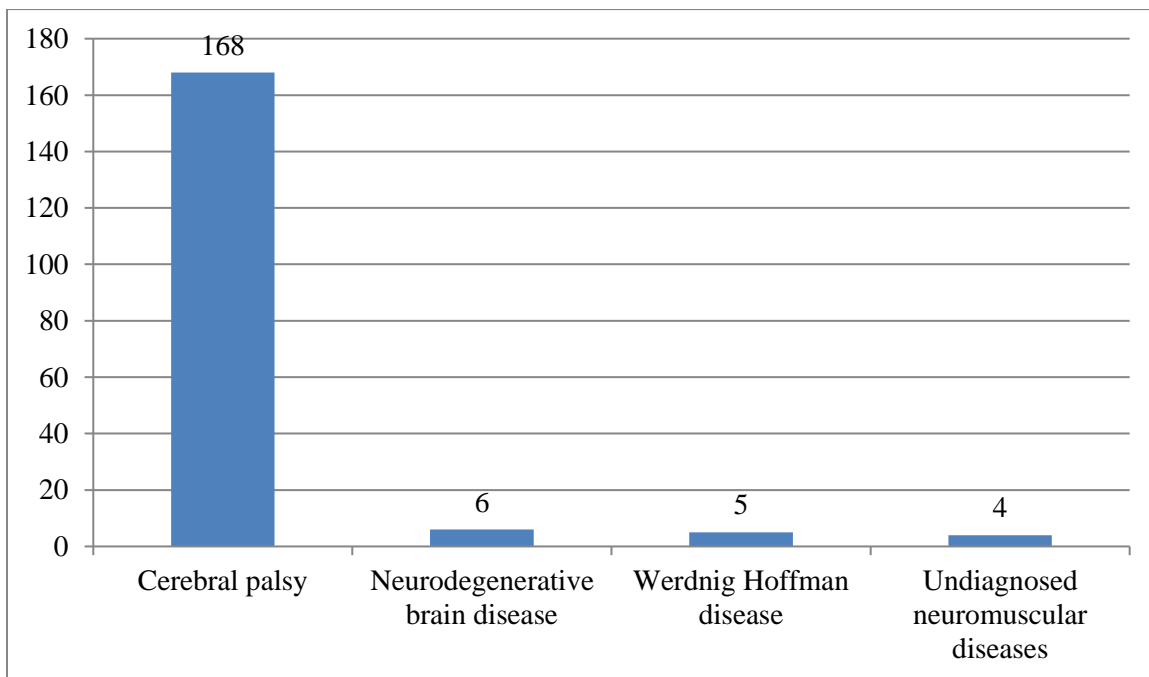 180
168
160
140
120
100
80
60
40
20
0
6
5
4
Cerebral palsy
Neurodegenerative
brain disease
Werdnig Hoffman
disease
Undiagnosed
neuromuscular
diseases